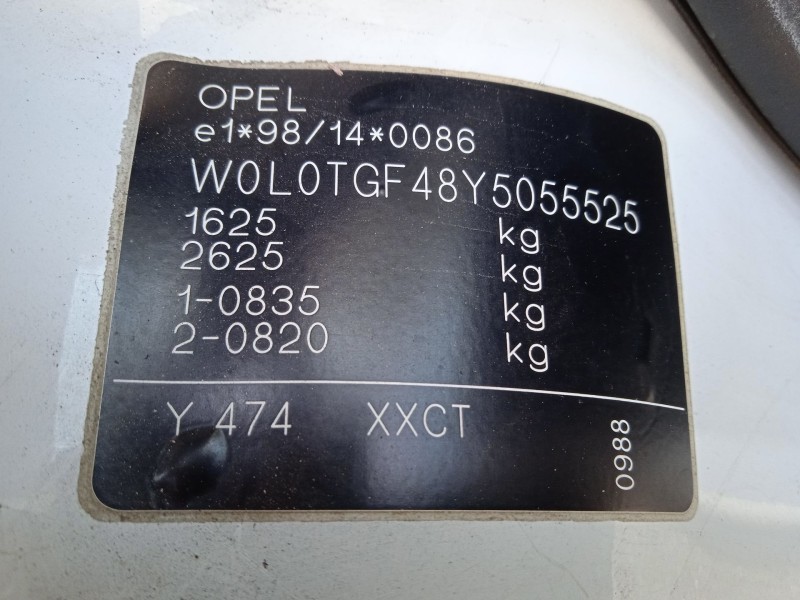 OPEL
e1*98/14*0086
W0L0TGF48Y5055525
1625 kg
2625 kg
1-0835 kg
2-0820 kg
Y 474 XXCT
0988